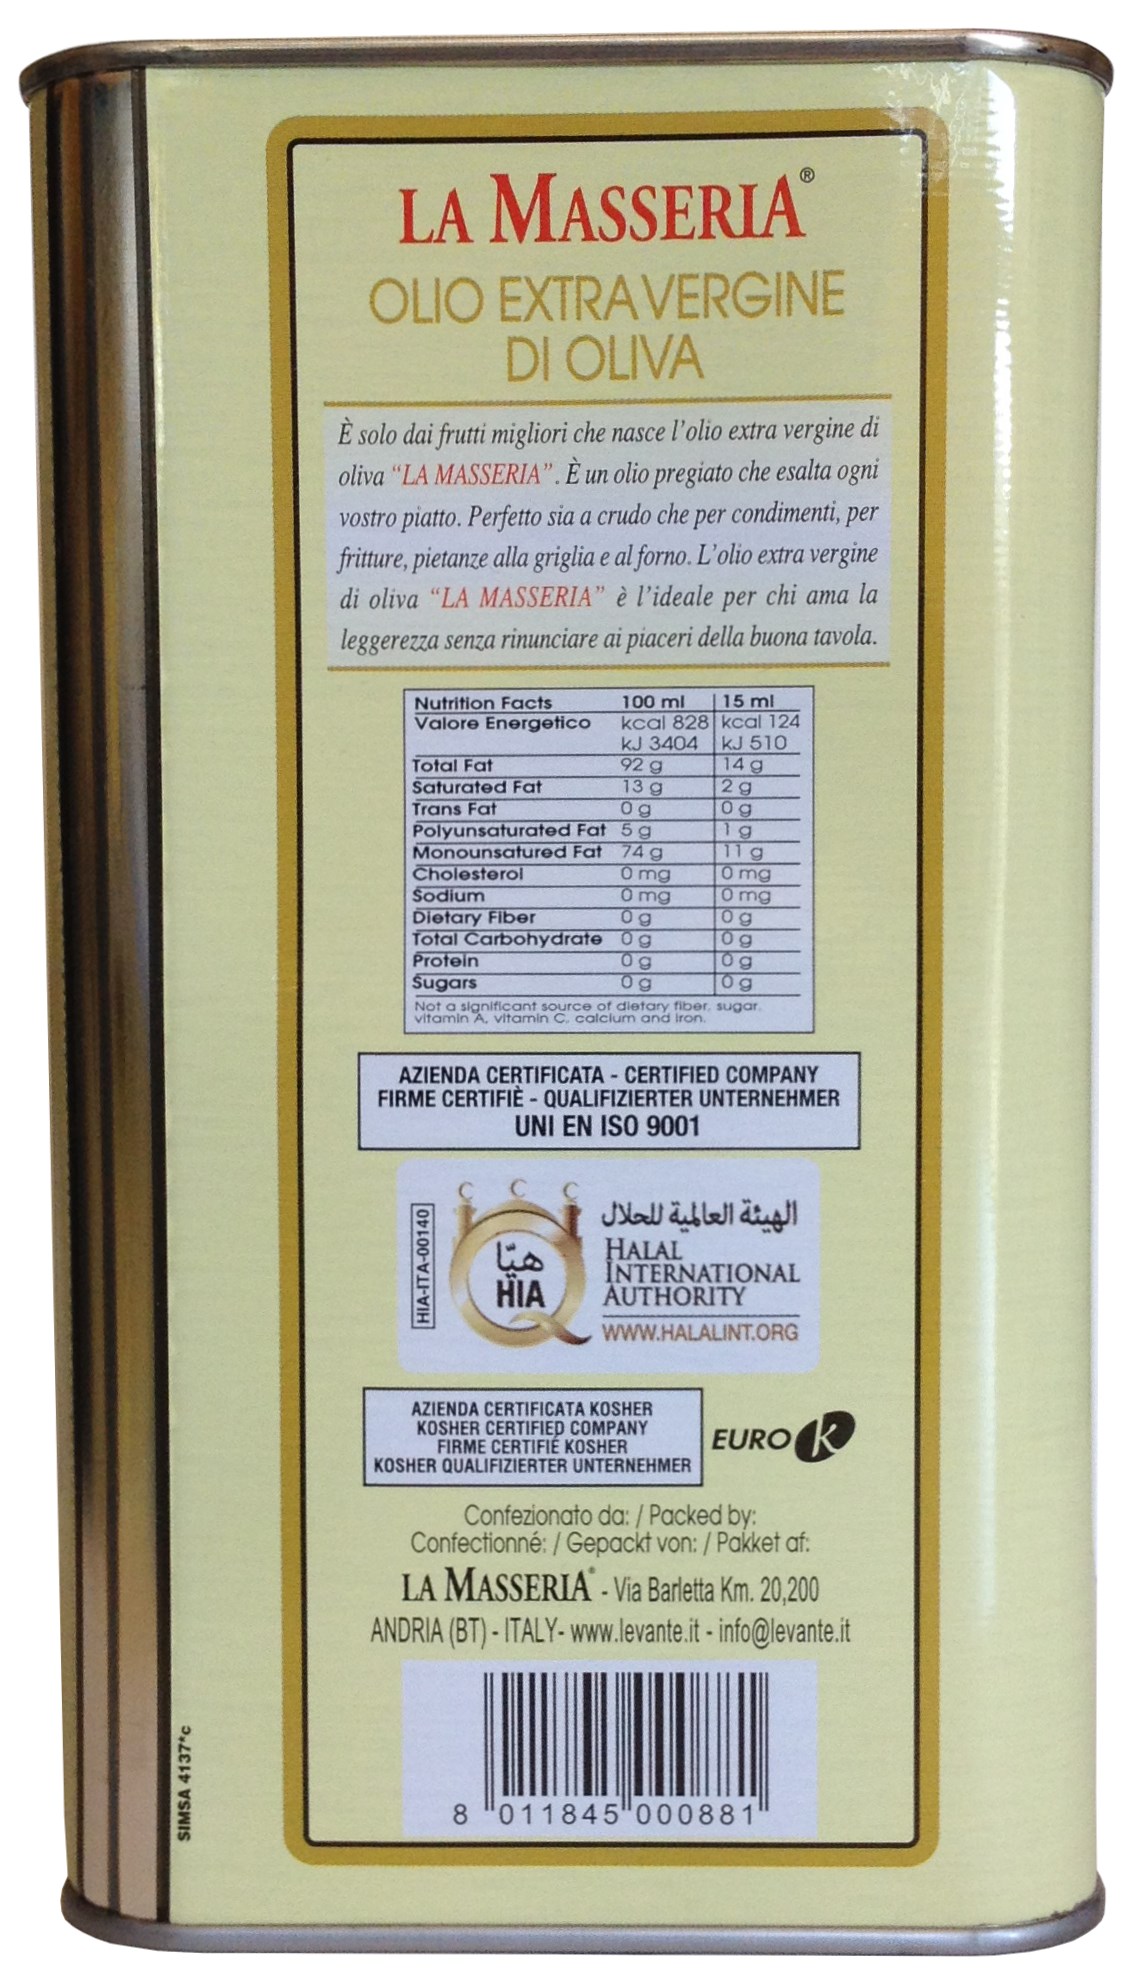 LA MASSERIA®
OLIO EXTRAVERGINE
DI OLIVA
È solo dai frutti migliori che nasce l'olio extra vergine di
oliva “LA MASSERIA”. È un olio pregiato che esalta ogni
vostro piatto. Perfetto sia a crudo che per condimenti, per
fritture, pietanze alla griglia e al forno. L'olio extra vergine
di oliva “LA MASSERIA” è l'ideale per chi ama la
leggerezza senza rinunciare ai piaceri della buona tavola.
Nutrition Facts 100 ml 15 ml
Valore Energetico kcal 828 kcal 124
kJ 3404 kJ 510
Total Fat 92 g 14 g
Saturated Fat 13 g 2 g
Trans Fat 0 g 0 g
Polyunsaturated Fat 5 g 1 g
Monounsatured Fat 74 g 11 g
Cholesterol 0 mg 0 mg
Sodium 0 mg 0 mg
Dietary Fiber 0 g 0 g
Total Carbohydrate 0 g 0 g
Protein 0 g 0 g
Sugars 0 g 0 g
Not a significant source of dietary fiber, sugar,
vitamin A, vitamin C, calcium and iron.
AZIENDA CERTIFICATA - CERTIFIED COMPANY
FIRME CERTIFIÈ - QUALIFIZIERTER UNTERNEHMER
UNI EN ISO 9001
HIA-ITA-00140
هيّا
HIA
الهيئة العالمية للحلال
HALAL
INTERNATIONAL
AUTHORITY
WWW.HALALINT.ORG
AZIENDA CERTIFICATA KOSHER
KOSHER CERTIFIED COMPANY
FIRME CERTIFIÉ KOSHER
KOSHER QUALIFIZIERTER UNTERNEHMER
EURO K
Confezionato da: / Packed by:
Confectionné: / Gepackt von: / Pakket af:
LA MASSERIA® - Via Barletta Km. 20,200
ANDRIA (BT) - ITALY- www.levante.it - info@levante.it
8 011845 000881
SIMSA 4137*c